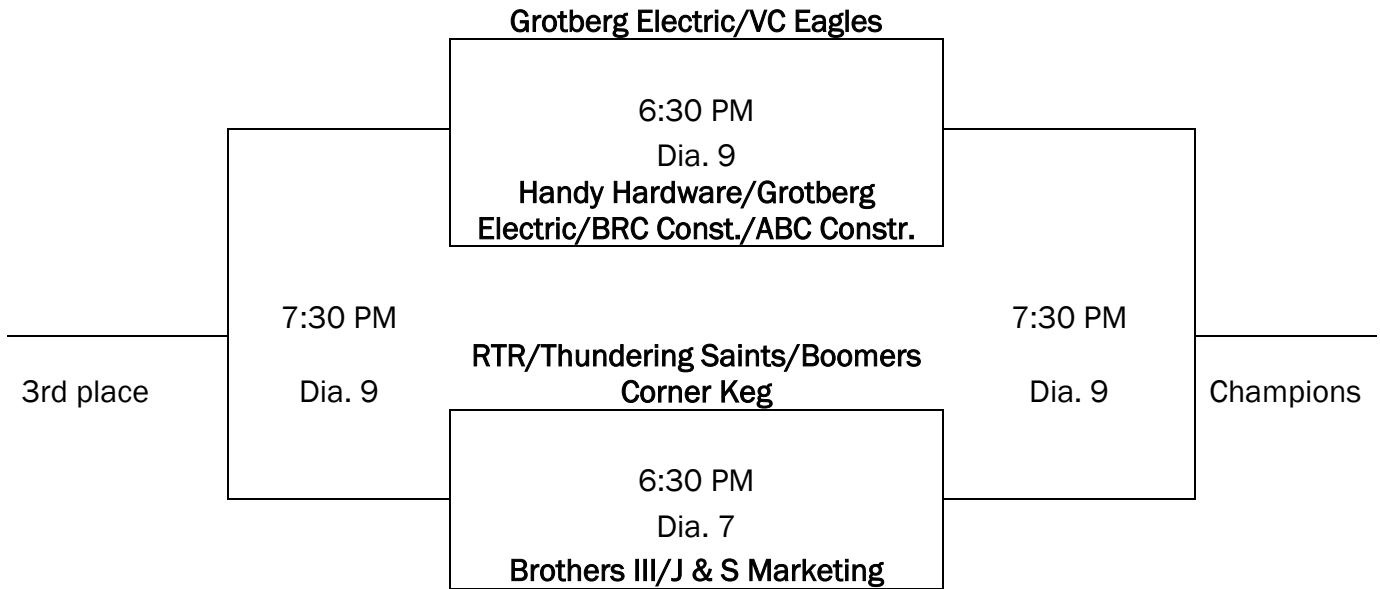 Grotberg Electric/VC Eagles
6:30 PM
Dia. 9
Handy Hardware/Grotberg
Electric/BRC Const./ABC Constr.
7:30 PM
7:30 PM
RTR/Thundering Saints/Boomers
Corner Keg
3rd place
Dia. 9
Dia. 9
Champions
6:30 PM
Dia. 7
Brothers III/J & S Marketing